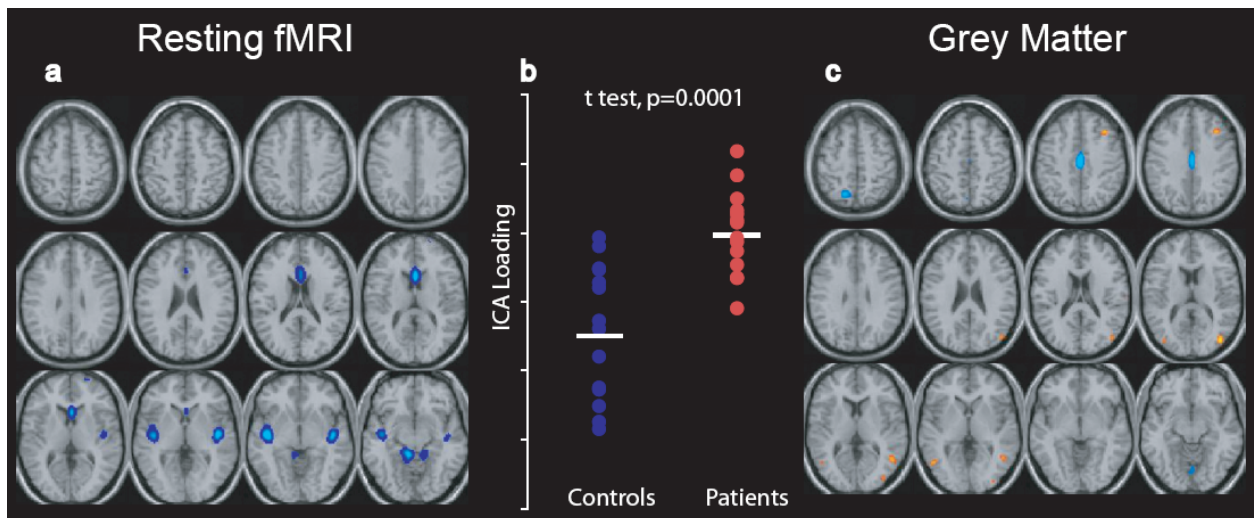 Resting fMRI
Grey Matter
a
b
c
t test, p=0.0001
ICA Loading
Controls
Patients